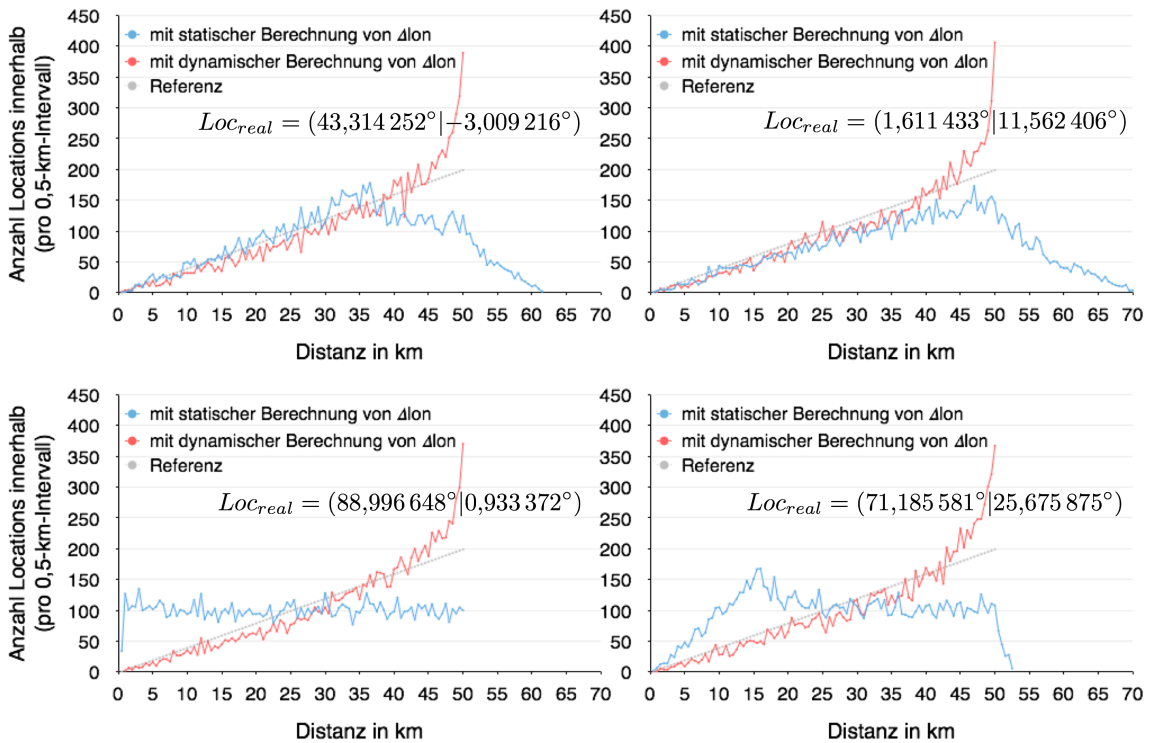 Anzahl Locations innerhalb
(pro 0,5-km-Intervall)
450
400
350
300
250
200
150
100
50
0
mit statischer Berechnung von Δlon
mit dynamischer Berechnung von Δlon
Referenz
Loc_real = (43,314 252°|−3,009 216°)
0 5 10 15 20 25 30 35 40 45 50 55 60 65 70
Distanz in km
450
400
350
300
250
200
150
100
50
0
mit statischer Berechnung von Δlon
mit dynamischer Berechnung von Δlon
Referenz
Loc_real = (1,611 433°|11,562 406°)
0 5 10 15 20 25 30 35 40 45 50 55 60 65 70
Distanz in km
Anzahl Locations innerhalb
(pro 0,5-km-Intervall)
450
400
350
300
250
200
150
100
50
0
mit statischer Berechnung von Δlon
mit dynamischer Berechnung von Δlon
Referenz
Loc_real = (88,996 648°|0,933 372°)
0 5 10 15 20 25 30 35 40 45 50 55 60 65 70
Distanz in km
450
400
350
300
250
200
150
100
50
0
mit statischer Berechnung von Δlon
mit dynamischer Berechnung von Δlon
Referenz
Loc_real = (71,185 581°|25,675 875°)
0 5 10 15 20 25 30 35 40 45 50 55 60 65 70
Distanz in km